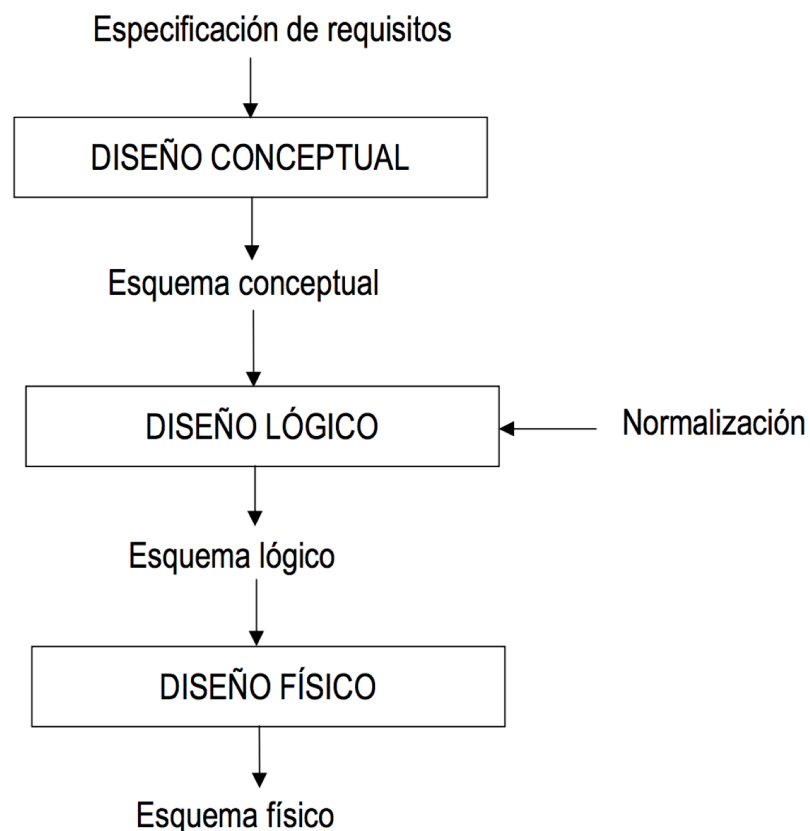 Especificación de requisitos
DISEÑO CONCEPTUAL
Esquema conceptual
DISEÑO LÓGICO
Normalización
Esquema lógico
DISEÑO FÍSICO
Esquema físico